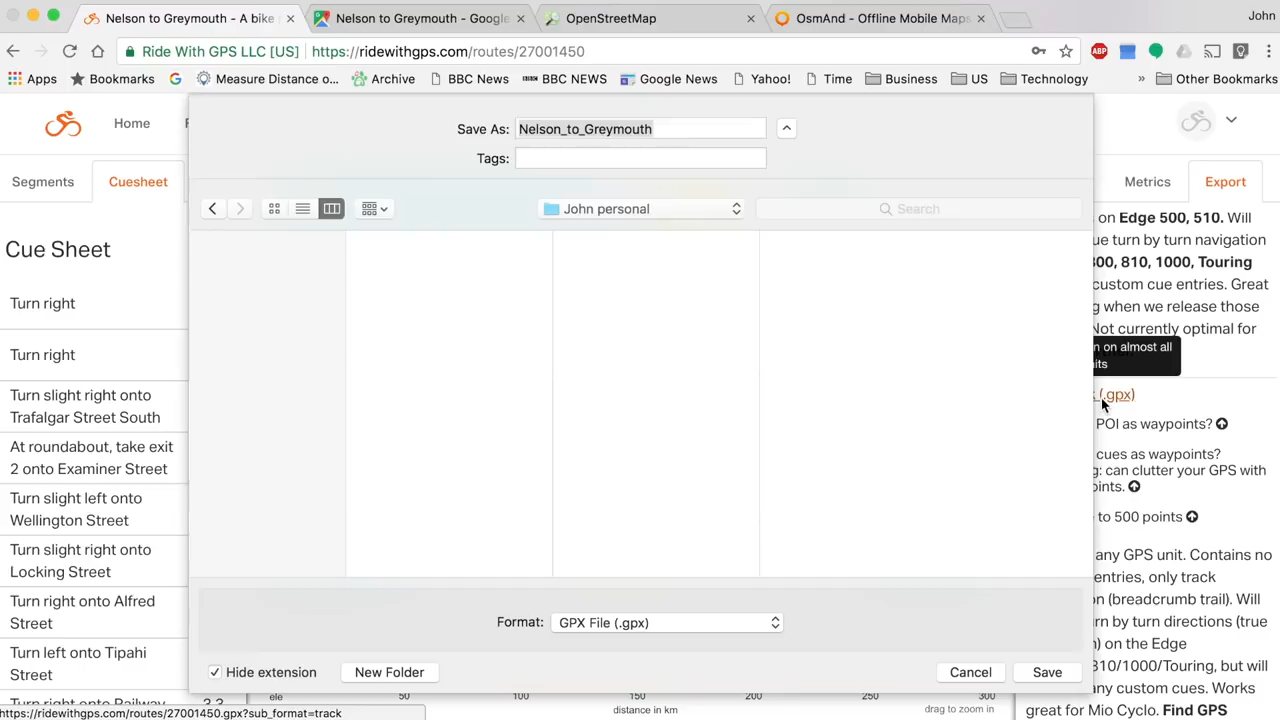 Nelson to Greymouth - A bike
Nelson to Greymouth - Google
OpenStreetMap
OsmAnd - Offline Mobile Maps
John
Ride With GPS LLC [US]
https://ridewithgps.com/routes/27001450
ABP
Apps
Bookmarks
G
Measure Distance o...
Archive
BBC News
BBC NEWS
Google News
Yahoo!
Time
Business
US
Technology
»
Other Bookmarks
Home
Save As: Nelson_to_Greymouth
Tags:
Segments
Cuesheet
John personal
Search
Metrics
Export
Cue Sheet
Turn right
Turn right
Turn slight right onto
Trafalgar Street South
At roundabout, take exit
2 onto Examiner Street
Turn slight left onto
Wellington Street
Turn slight right onto
Locking Street
Turn right onto Alfred
Street
Turn left onto Tipahi
Street
Turn right onto Railway 3.3
on Edge 500, 510. Will
ue turn by turn navigation
800, 810, 1000, Touring
custom cue entries. Great
g when we release those
Not currently optimal for
n on almost all
its
(.gpx)
POI as waypoints?
cues as waypoints?
g: can clutter your GPS with
oints.
to 500 points
any GPS unit. Contains no
entries, only track
on (breadcrumb trail). Will
urn by turn directions (true
n) on the Edge
810/1000/Touring, but will
any custom cues. Works
great for Mio Cyclo. Find GPS
Format: GPX File (.gpx)
Hide extension
New Folder
Cancel
Save
ele
50
100
150
200
250
300
distance in km
drag to zoom in
https://ridewithgps.com/routes/27001450.gpx?sub_format=track